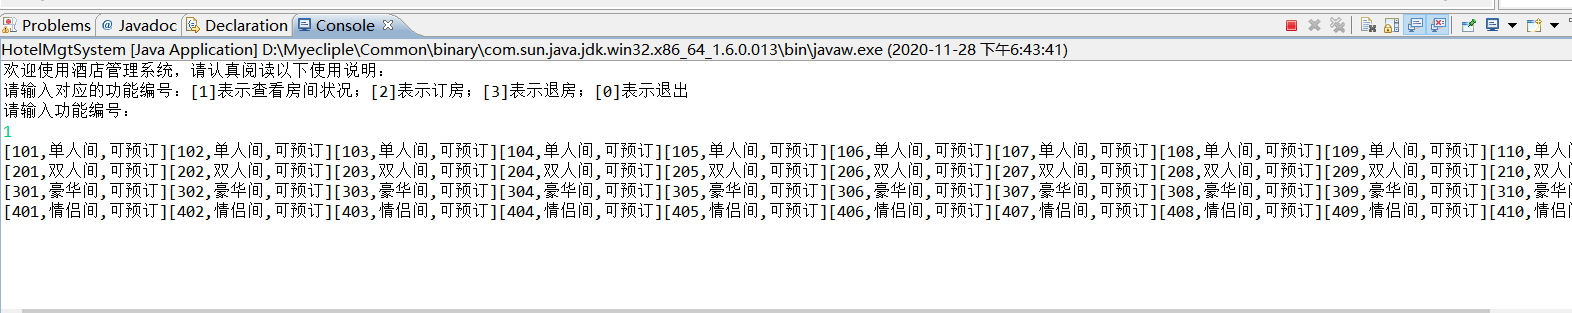 Problems @ Javadoc Declaration Console
HotelMgtSystem [Java Application] D:\Myecliple\Common\binary\com.sun.java.jdk.win32.x86_64_1.6.0.013\bin\javaw.exe (2020-11-28 下午6:43:41)
欢迎使用酒店管理系统，请认真阅读以下使用说明：
请输入对应的功能编号：[1]表示查看房间状况；[2]表示订房；[3]表示退房；[0]表示退出
请输入功能编号：
1
[101,单人间,可预订][102,单人间,可预订][103,单人间,可预订][104,单人间,可预订][105,单人间,可预订][106,单人间,可预订][107,单人间,可预订][108,单人间,可预订][109,单人间,可预订][110,单人
[201,双人间,可预订][202,双人间,可预订][203,双人间,可预订][204,双人间,可预订][205,双人间,可预订][206,双人间,可预订][207,双人间,可预订][208,双人间,可预订][209,双人间,可预订][210,双人
[301,豪华间,可预订][302,豪华间,可预订][303,豪华间,可预订][304,豪华间,可预订][305,豪华间,可预订][306,豪华间,可预订][307,豪华间,可预订][308,豪华间,可预订][309,豪华间,可预订][310,豪华
[401,情侣间,可预订][402,情侣间,可预订][403,情侣间,可预订][404,情侣间,可预订][405,情侣间,可预订][406,情侣间,可预订][407,情侣间,可预订][408,情侣间,可预订][409,情侣间,可预订][410,情侣